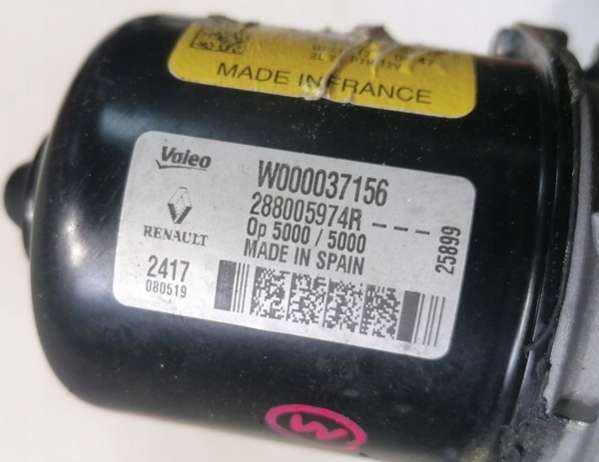 MADE IN FRANCE
Valeo
W000037156
RENAULT
288005974R - - -
Op 5000 / 5000
MADE IN SPAIN
25899
2417
080519
M